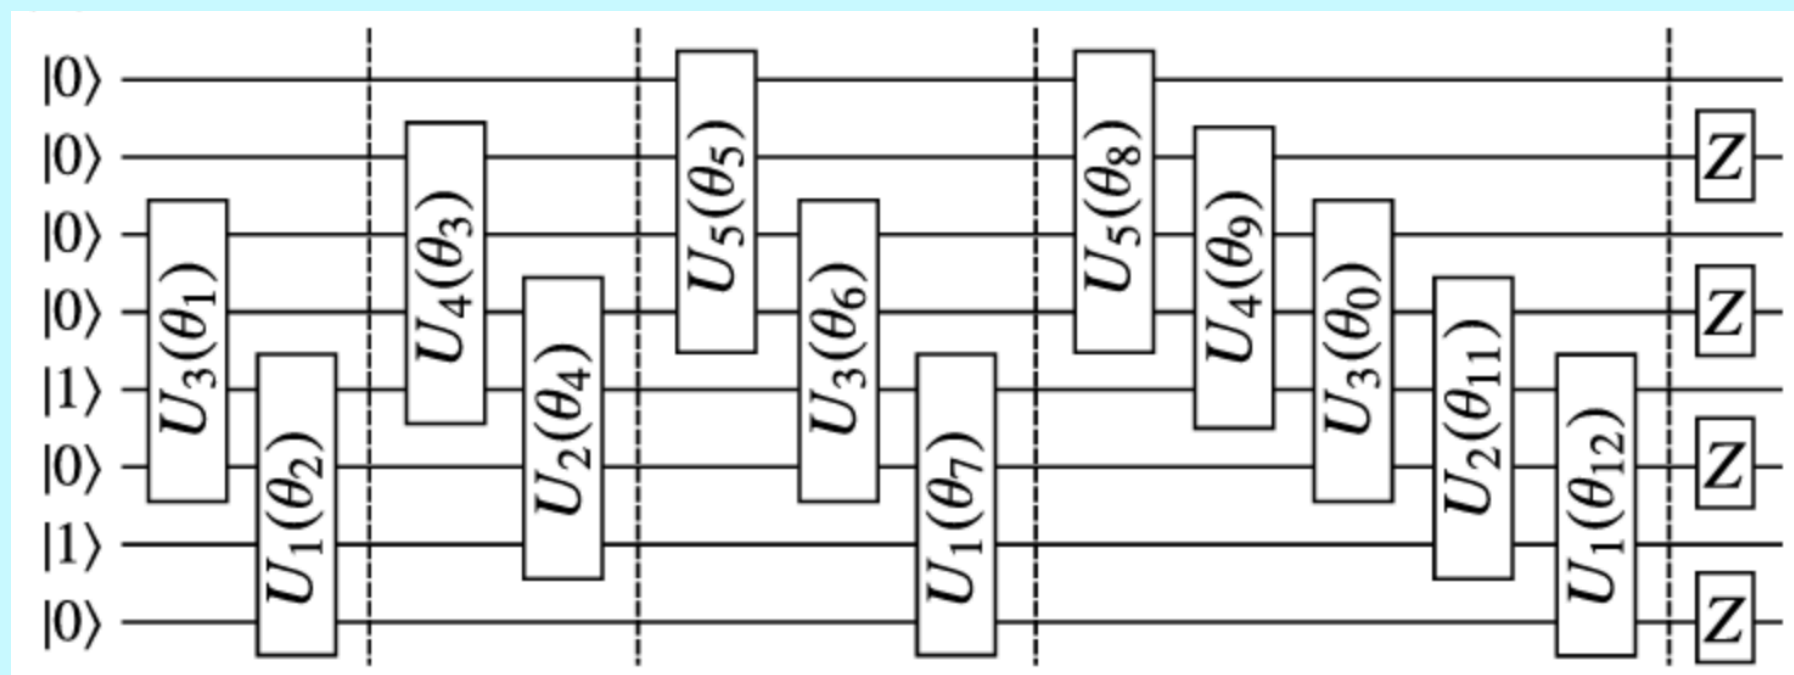 |0⟩
|0⟩
|0⟩
|0⟩
|1⟩
|0⟩
|1⟩
|0⟩
U₃(θ₁)
U₁(θ₂)
U₄(θ₃)
U₂(θ₄)
U₅(θ₅)
U₃(θ₆)
U₁(θ₇)
U₅(θ₈)
U₄(θ₉)
U₃(θ₀)
U₂(θ₁₁)
U₁(θ₁₂)
Z
Z
Z
Z